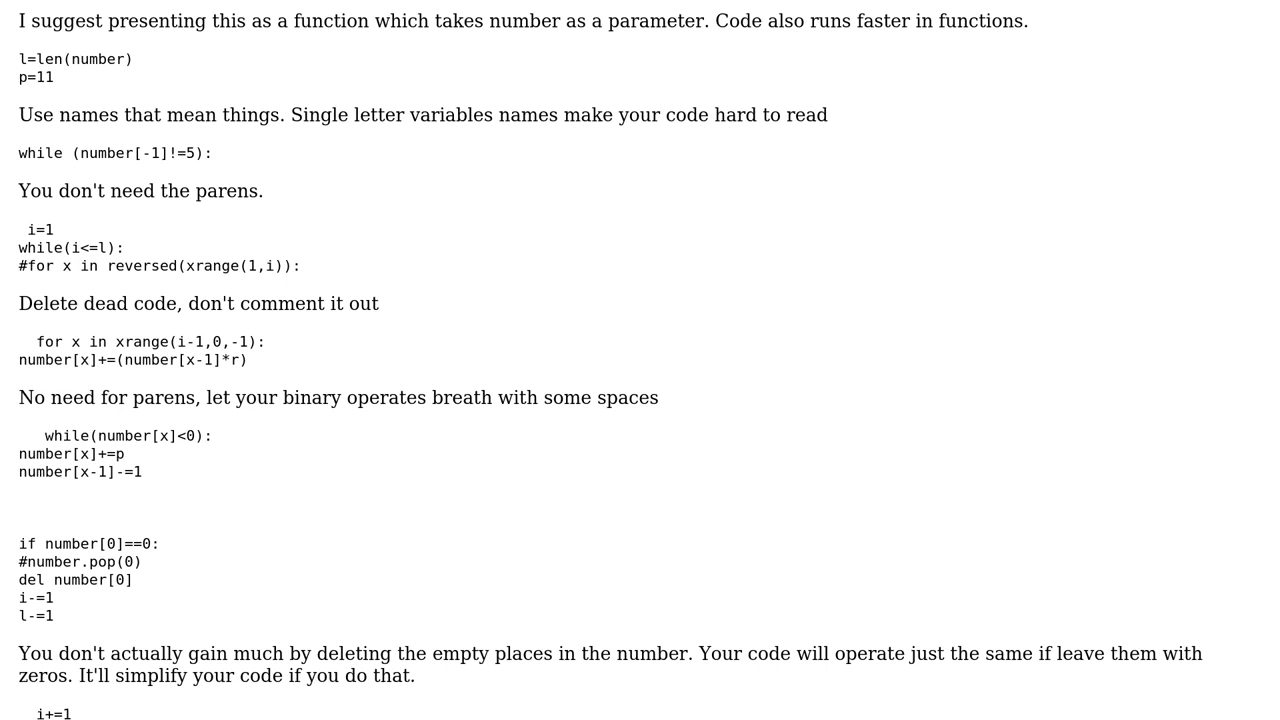 I suggest presenting this as a function which takes number as a parameter. Code also runs faster in functions.
l=len(number)
p=11
Use names that mean things. Single letter variables names make your code hard to read
while (number[-1]!=5):
You don't need the parens.
 i=1
while(i<=l):
#for x in reversed(xrange(1,i)):
Delete dead code, don't comment it out
  for x in xrange(i-1,0,-1):
number[x]+=(number[x-1]*r)
No need for parens, let your binary operates breath with some spaces
   while(number[x]<0):
number[x]+=p
number[x-1]-=1
if number[0]==0:
#number.pop(0)
del number[0]
i-=1
l-=1
You don't actually gain much by deleting the empty places in the number. Your code will operate just the same if leave them with
zeros. It'll simplify your code if you do that.
  i+=1